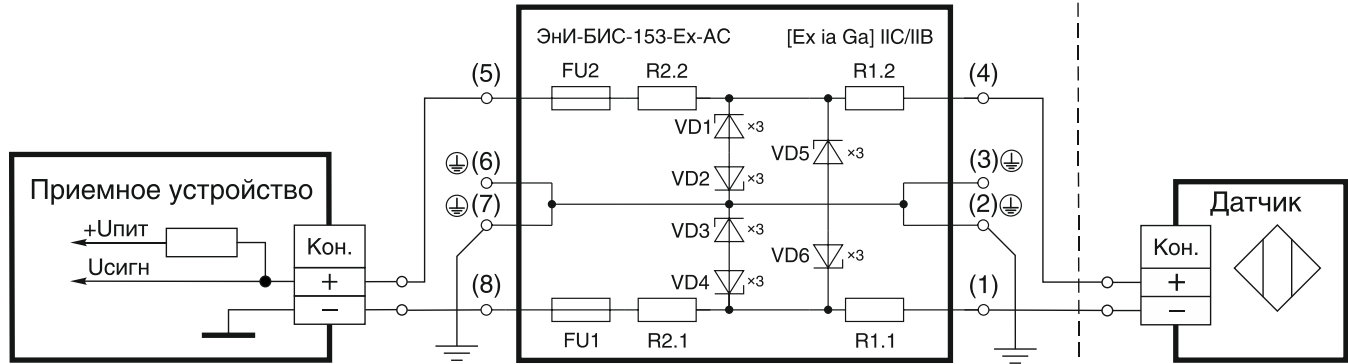 ЭнИ-БИС-153-Ex-AC
[Ex ia Ga] IIC/IIB
(5)
FU2
R2.2
R1.2
(4)
VD1
×3
VD5
×3
(6)
VD2
×3
(3)
(7)
(2)
VD3
×3
VD6
×3
(8)
VD4
×3
(1)
FU1
R2.1
R1.1
Приемное устройство
+Uпит
Uсигн
Кон.
+
−
Датчик
Кон.
+
−